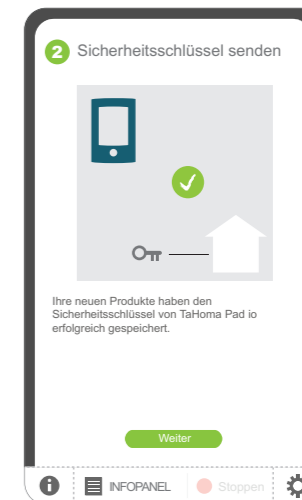 2 Sicherheitsschlüssel senden
Ihre neuen Produkte haben den
Sicherheitsschlüssel von TaHoma Pad io
erfolgreich gespeichert.
Weiter
INFOPANEL Stoppen